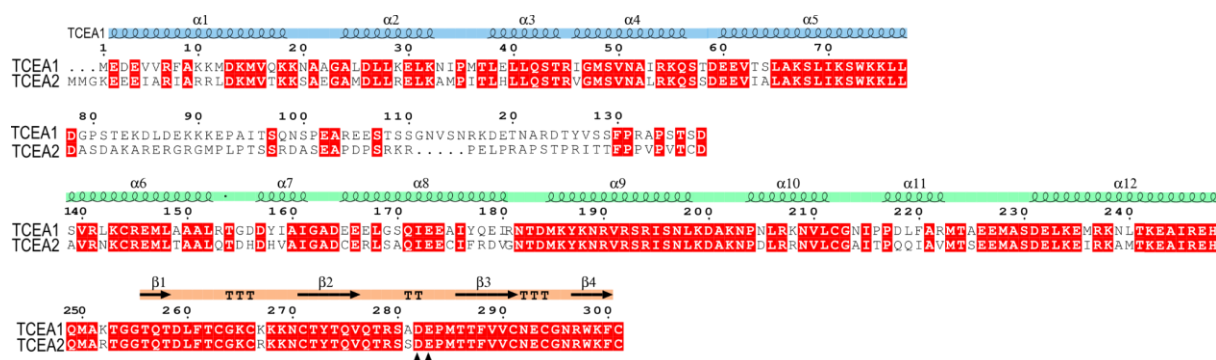 TCEA1 α1 α2 α3 α4 α5
1 10 20 30 40 50 60 70
TCEA1 ...MEDEVVRFAKKMDKMVQKKNAAGALDLLKELKNIPMTLELLQSTRIGMSVNAIRKQSTDEEVTSLAKSLIKSWKKLL
TCEA2 MMGKEEEIARIARRLDKMVTKKSAEGAMDLLRELKAMPITLHLLQSTRVGMSVNALRKQSSDEEVIALAKSLIKSWKKLL
80 90 100 110 120 130
TCEA1 DGPSTEKDLDEKKKEPAITSQNSPEAREESTSSGNVSNRKDETNARDTYVSSFPRAPSTSD
TCEA2 DASDAKARERGRGMPLPTSSRDASEAPDPSRKR.....PELPRAPSTPRITTFPPVPVTCD
α6 α7 α8 α9 α10 α11 α12
140 150 160 170 180 190 200 210 220 230 240
TCEA1 SVRLKCREMLAAALRTGDDYIAIGADEEELGSQIEEAIYQEIRNTDMKYKNRVRSRISNLKDAKNPNLRKNVLCGNIPPDLFARMTAEEMASDELKEMRKNLTKEAIREH
TCEA2 AVRNKCREMLTAALQTDHDHVAIGADCERLSAQIEECIFRDVGNTDMKYKNRVRSRISNLKDAKNPDLRRNVLCGAITPQQIAVMTSEEMASDELKEIRKAMTKEAIREH
β1 TTT β2 TT β3 TTT β4
250 260 270 280 290 300
TCEA1 QMAKTGGTQTDLFTCGKCKKKNCTYTQVQTRSADEPMTTFVVCNECGNRWKFC
TCEA2 QMARTGGTQTDLFTCGKCRKKNCTYTQVQTRSSDEPMTTFVVCNECGNRWKFC